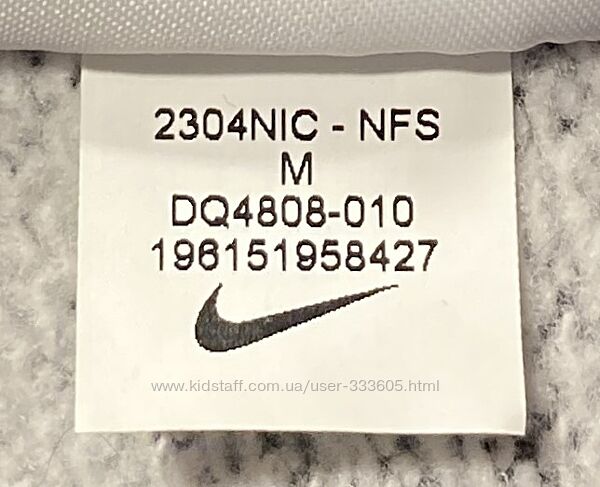 2304NIC - NFS
M
DQ4808-010
196151958427
www.kidstaff.com.ua/user-333605.html